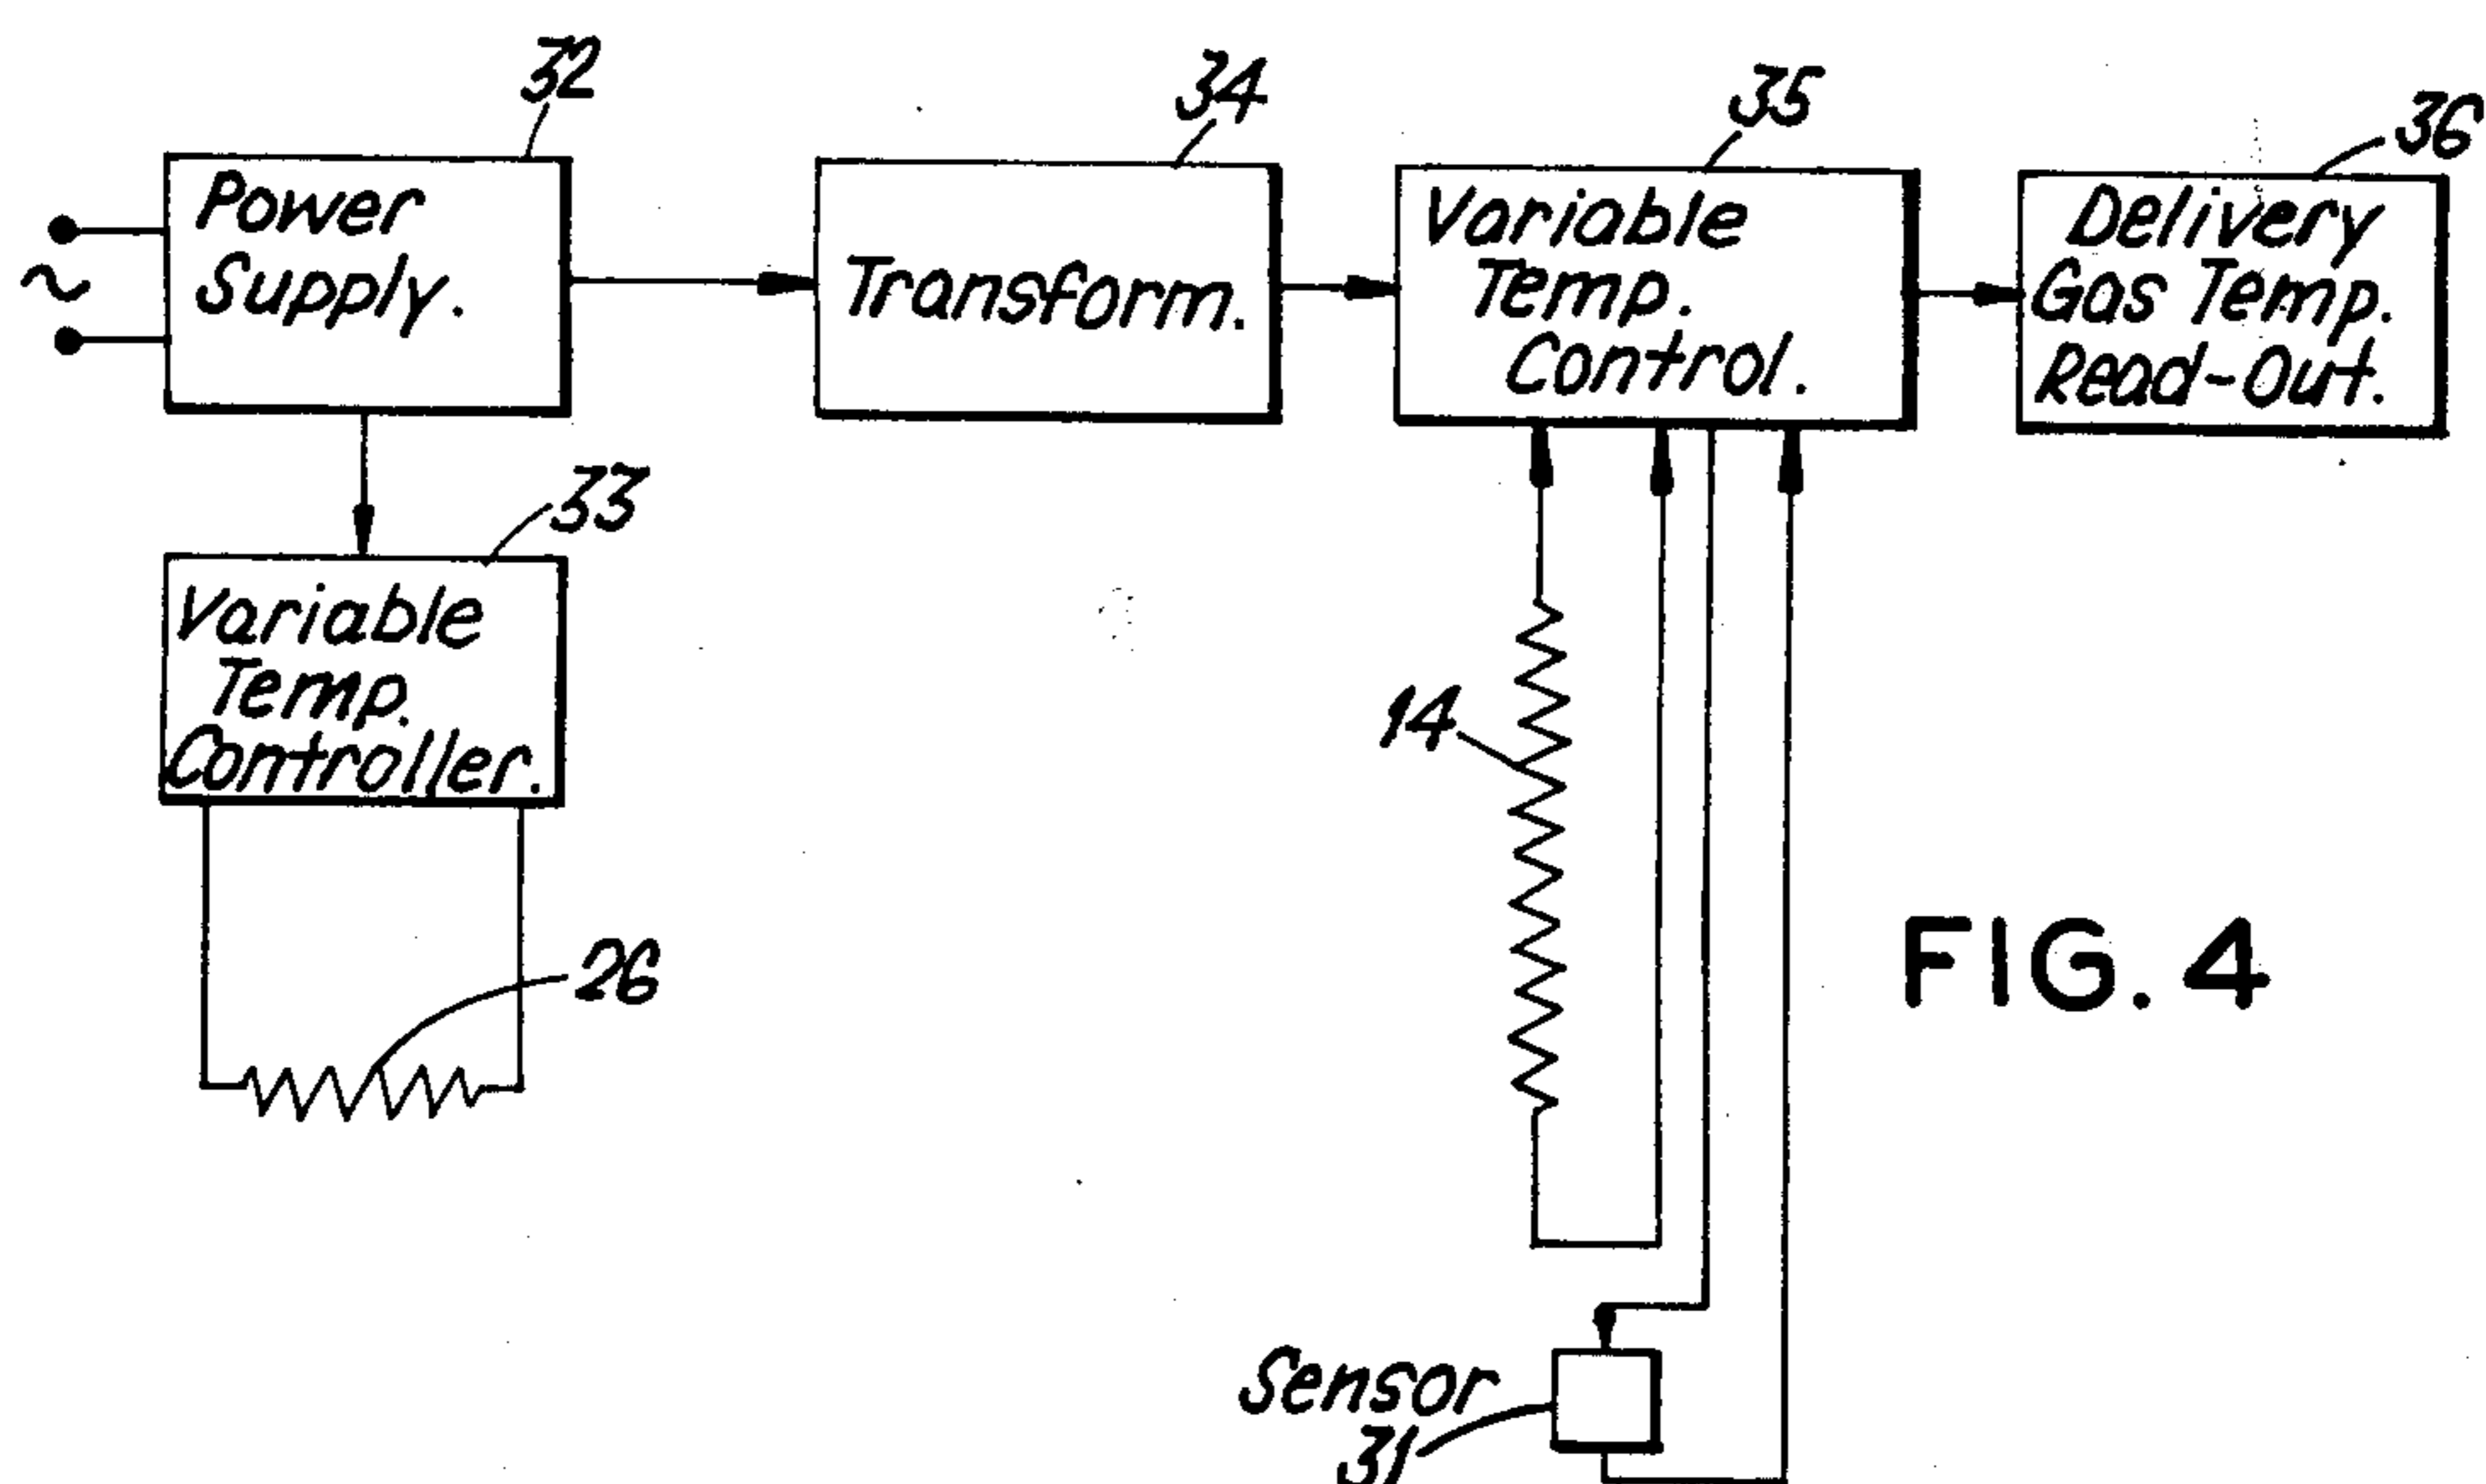 32
34
35
36
Power
Supply.
Transform.
Variable
Temp.
Control.
Delivery
Gas Temp.
Read-Out.
~
33
Variable
Temp.
Controller.
14
26
FIG. 4
Sensor
31